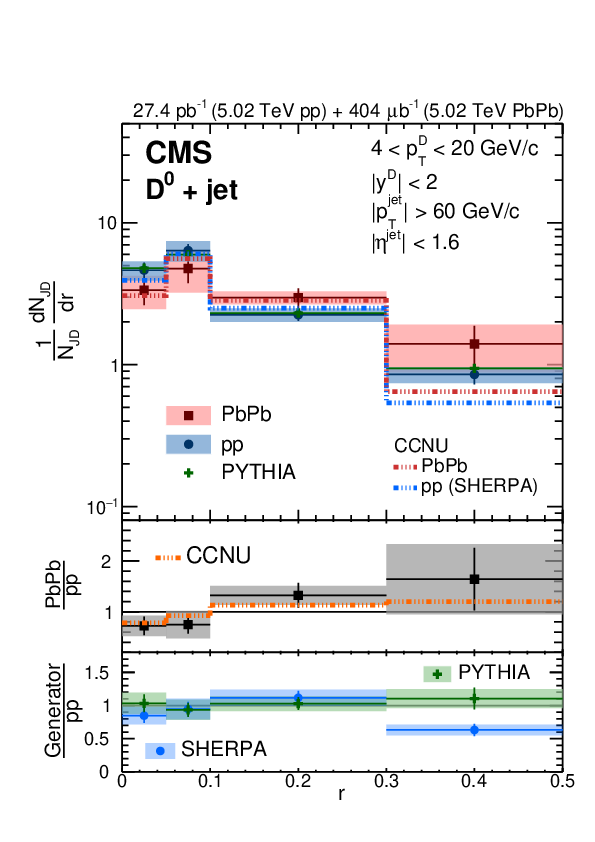 27.4 pb⁻¹ (5.02 TeV pp) + 404 μb⁻¹ (5.02 TeV PbPb)
CMS
D⁰ + jet
4 < p_T^D < 20 GeV/c
|y^D| < 2
|p_T^jet| > 60 GeV/c
|η^jet| < 1.6
10
1
10⁻¹
1/N_JD dN_JD/dr
PbPb
pp
PYTHIA
CCNU
PbPb
pp (SHERPA)
CCNU
2
1
PbPb/pp
PYTHIA
SHERPA
1.5
1
0.5
0
Generator/pp
0 0.1 0.2 0.3 0.4 0.5
r